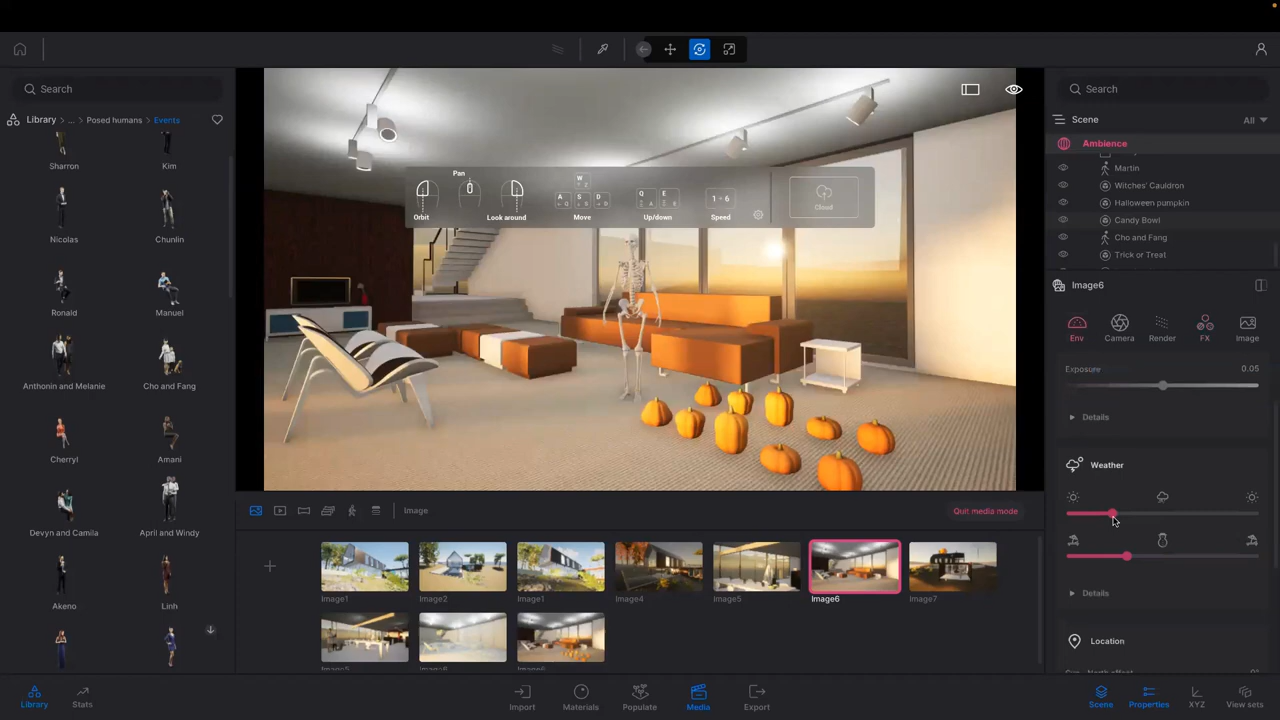 Search
Library > ... > Posed humans > Events
Sharron
Kim
Nicolas
Chunlin
Ronald
Manuel
Anthonin and Melanie
Cho and Fang
Cherryl
Amani
Devyn and Camila
April and Windy
Akeno
Linh
Pan
Orbit
Look around
W
Z
A
S
D
Move
Q
E
Up/down
1 - 6
Speed
Cloud
Image
Quit media mode
Image1
Image2
Image1
Image4
Image5
Image6
Image7
Search
Scene
All
Ambience
Martin
Witches' Cauldron
Halloween pumpkin
Candy Bowl
Cho and Fang
Trick or Treat
Image6
Env
Camera
Render
FX
Image
Exposure
0.05
Details
Weather
Details
Location
Library
Stats
Import
Materials
Populate
Media
Export
Scene
Properties
XYZ
View sets